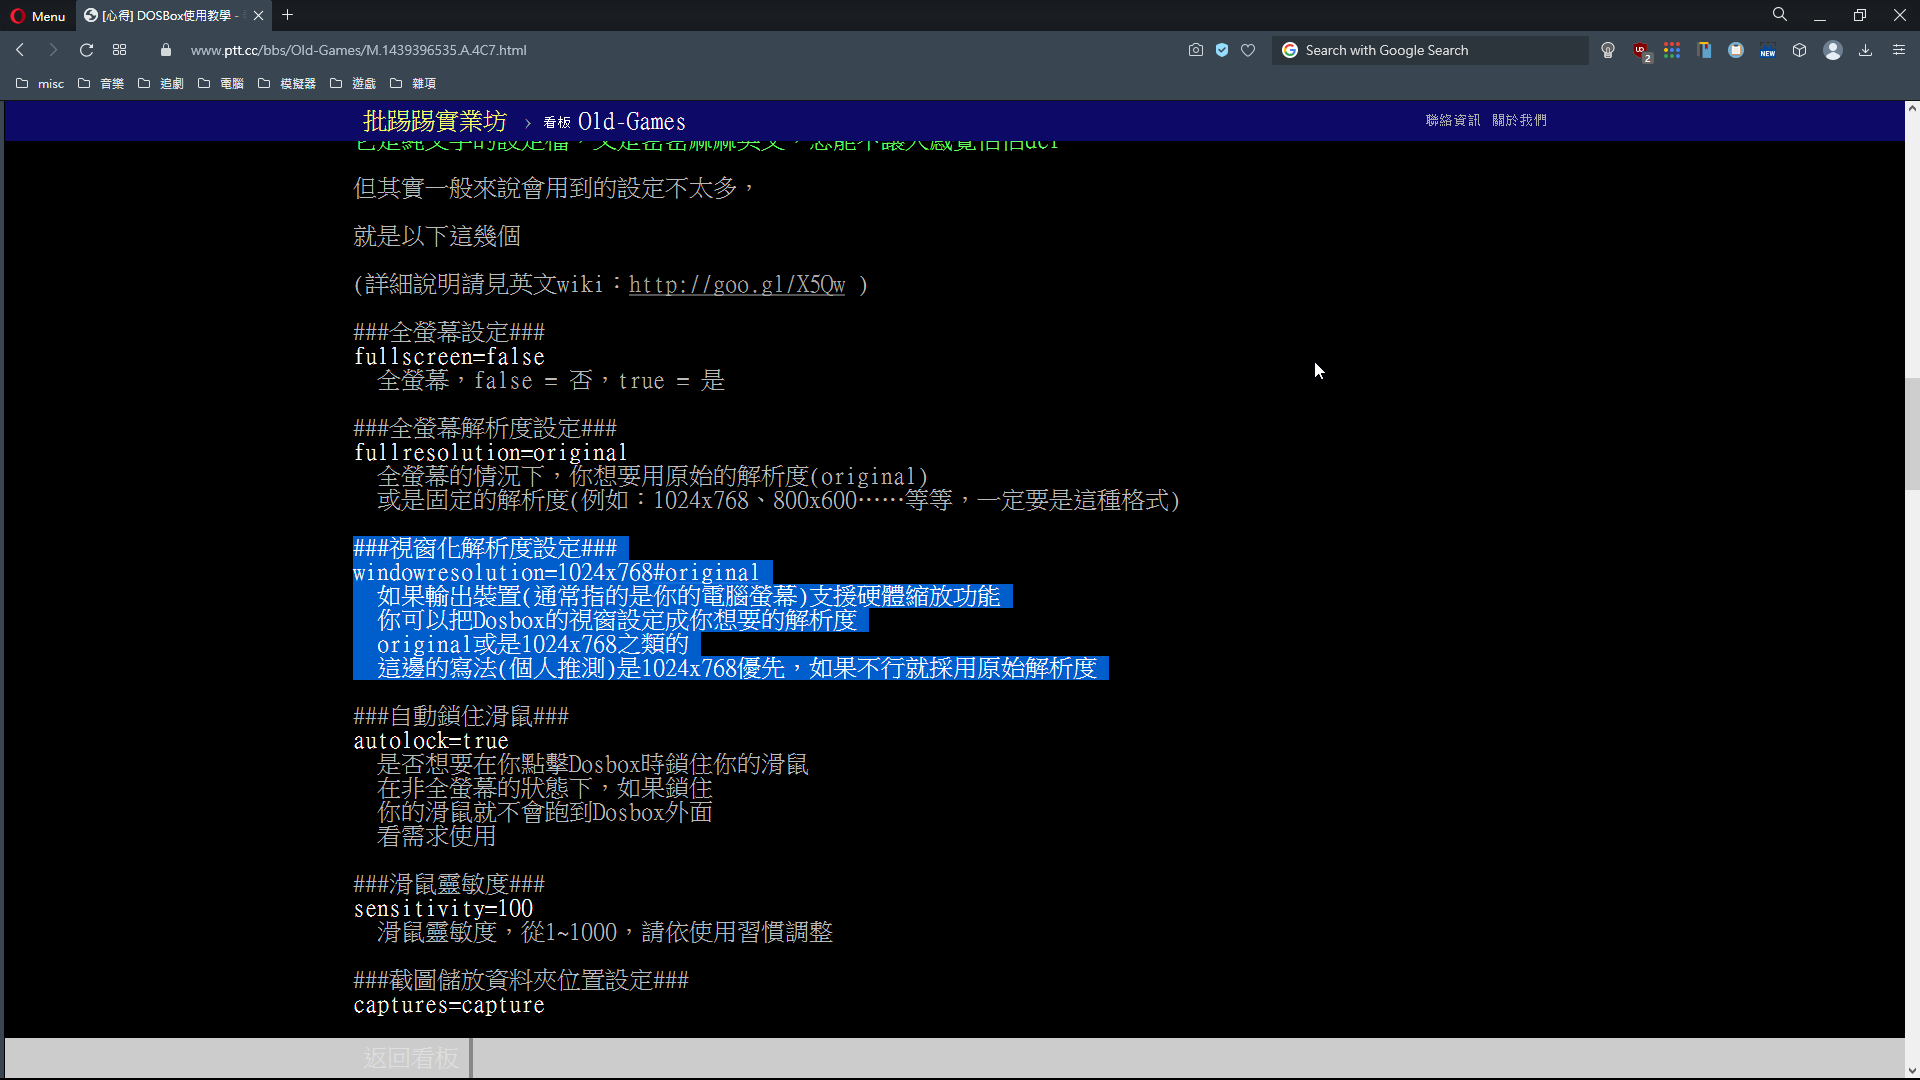 Menu
[心得] DOSBox使用教學 -
www.ptt.cc/bbs/Old-Games/M.1439396535.A.4C7.html
Search with Google Search
2
NEW
misc 音樂 追劇 電腦 模擬器 遊戲 雜項
批踢踢實業坊 › 看板 Old-Games
聯絡資訊 關於我們
但其實一般來說會用到的設定不太多，
就是以下這幾個
(詳細說明請見英文wiki：http://goo.gl/X5Qw )
###全螢幕設定###
fullscreen=false
全螢幕，false = 否，true = 是
###全螢幕解析度設定###
fullresolution=original
全螢幕的情況下，你想要用原始的解析度(original)
或是固定的解析度(例如：1024x768、800x600……等等，一定要是這種格式)
###視窗化解析度設定###
windowresolution=1024x768#original
如果輸出裝置(通常指的是你的電腦螢幕)支援硬體縮放功能
你可以把Dosbox的視窗設定成你想要的解析度
original或是1024x768之類的
這邊的寫法(個人推測)是1024x768優先，如果不行就採用原始解析度
###自動鎖住滑鼠###
autolock=true
是否想要在你點擊Dosbox時鎖住你的滑鼠
在非全螢幕的狀態下，如果鎖住
你的滑鼠就不會跑到Dosbox外面
看需求使用
###滑鼠靈敏度###
sensitivity=100
滑鼠靈敏度，從1~1000，請依使用習慣調整
###截圖儲放資料夾位置設定###
captures=capture
返回看板